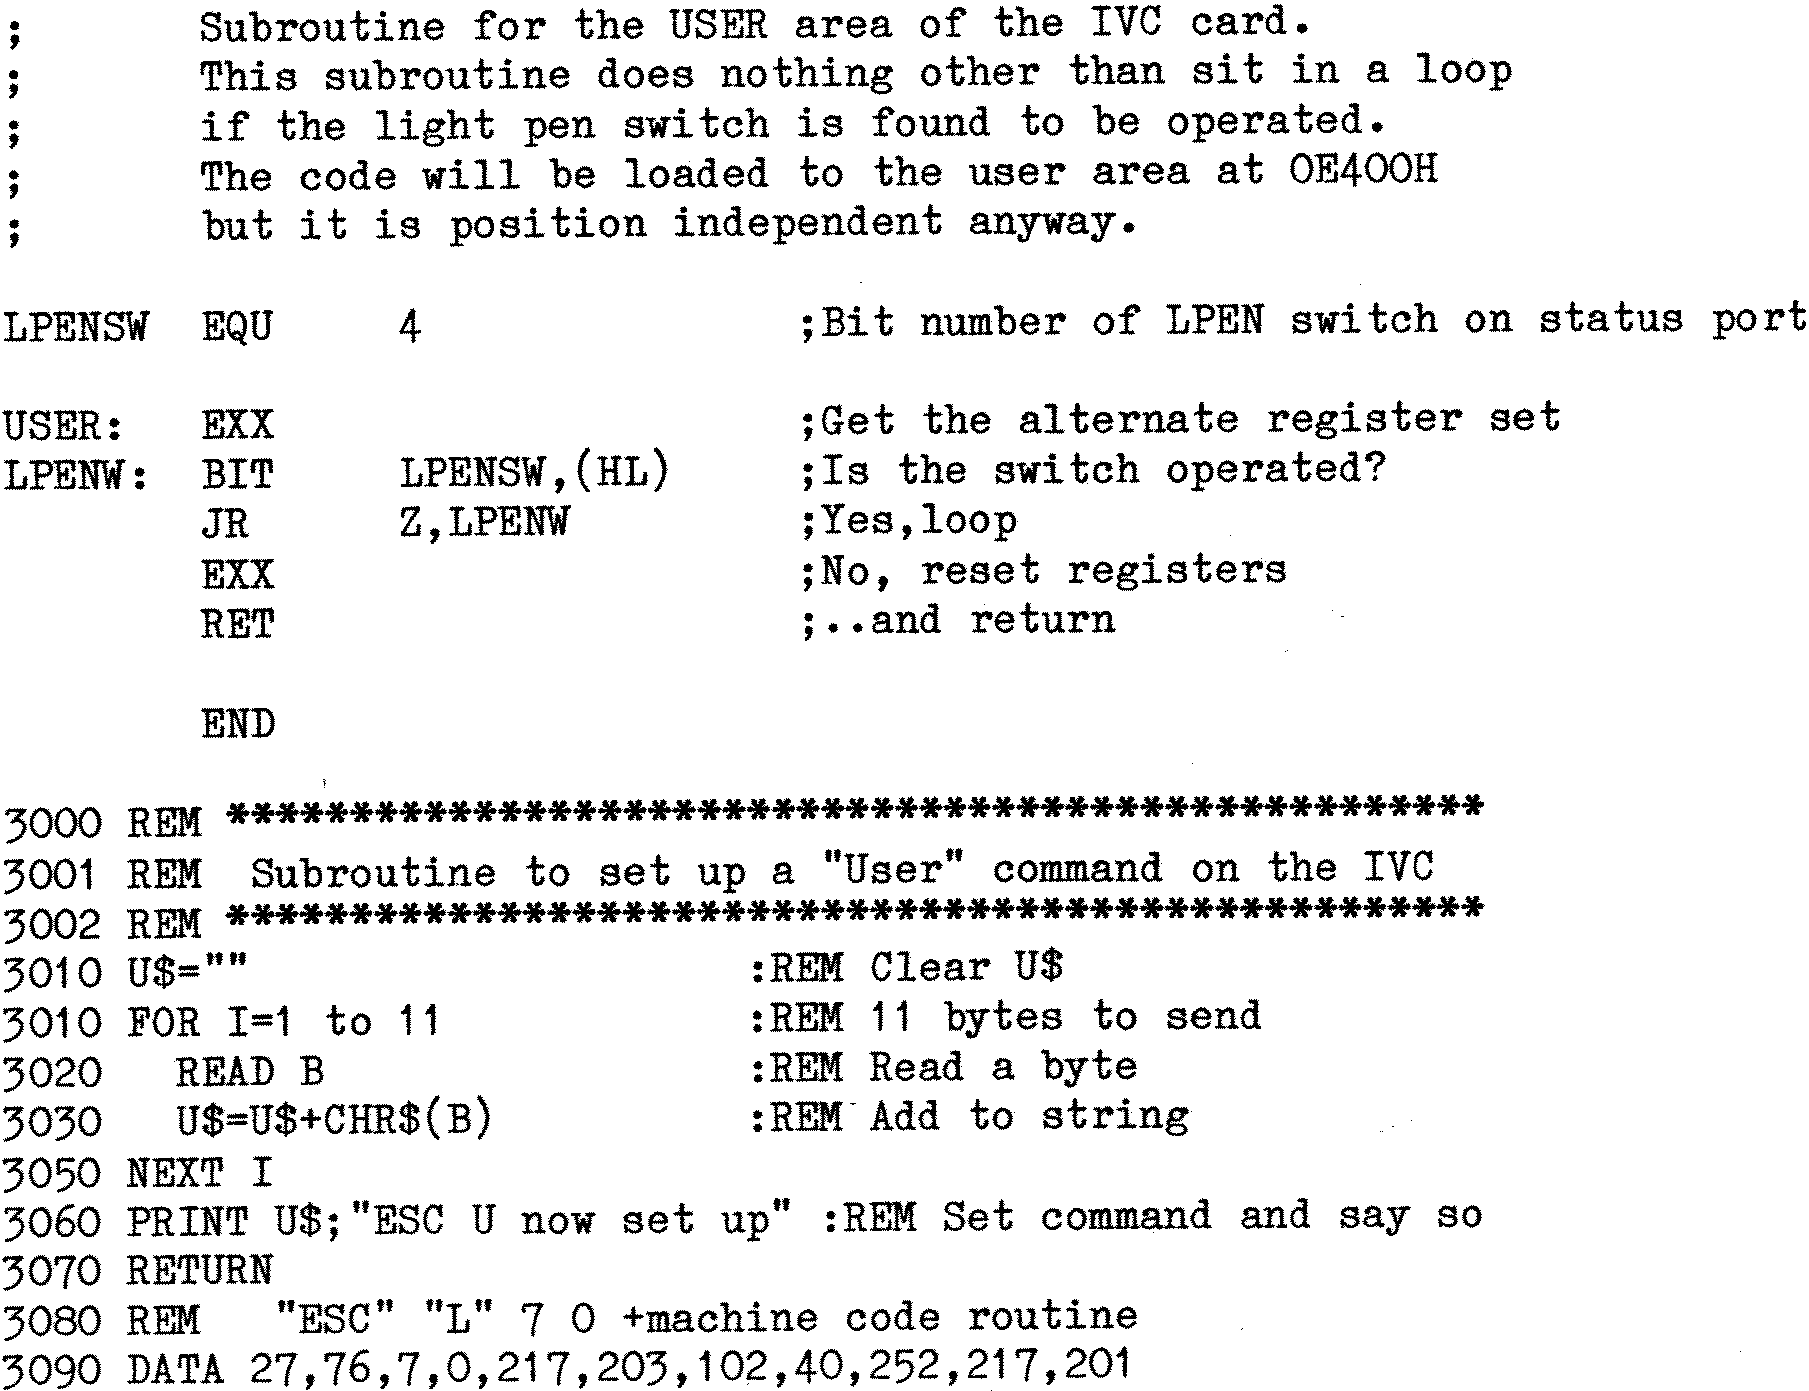 ;       Subroutine for the USER area of the IVC card.
;       This subroutine does nothing other than sit in a loop
;       if the light pen switch is found to be operated.
;       The code will be loaded to the user area at 0E400H
;       but it is position independent anyway.
LPENSW  EQU     4               ;Bit number of LPEN switch on status port
USER:   EXX                     ;Get the alternate register set
LPENW:  BIT     LPENSW,(HL)     ;Is the switch operated?
        JR      Z,LPENW         ;Yes,loop
        EXX                     ;No, reset registers
        RET                     ;..and return
        END
3000 REM ***************************************************
3001 REM  Subroutine to set up a "User" command on the IVC
3002 REM ***************************************************
3010 U$=""                    :REM Clear U$
3010 FOR I=1 to 11            :REM 11 bytes to send
3020   READ B                 :REM Read a byte
3030   U$=U$+CHR$(B)          :REM Add to string
3050 NEXT I
3060 PRINT U$;"ESC U now set up" :REM Set command and say so
3070 RETURN
3080 REM   "ESC" "L" 7 0 +machine code routine
3090 DATA 27,76,7,0,217,203,102,40,252,217,201